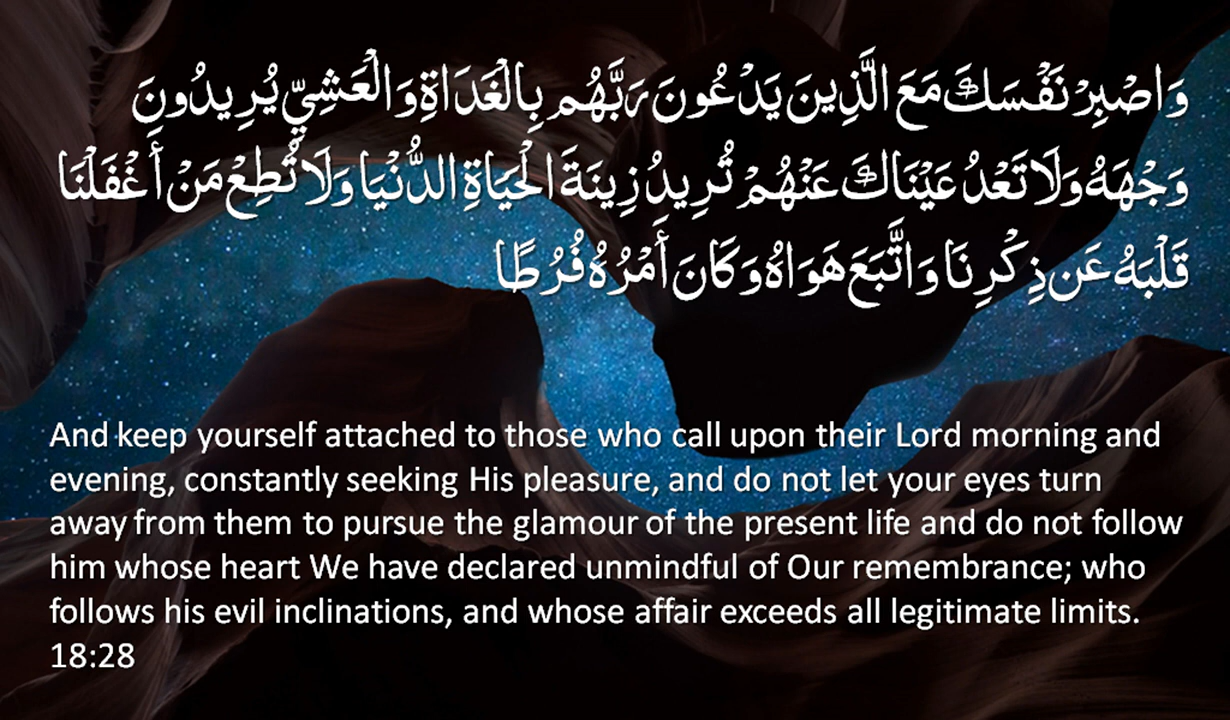 وَاصْبِرْ نَفْسَكَ مَعَ الَّذِينَ يَدْعُونَ رَبَّهُم بِالْغَدَاةِ وَالْعَشِيِّ يُرِيدُونَ
وَجْهَهُ وَلَا تَعْدُ عَيْنَاكَ عَنْهُمْ تُرِيدُ زِينَةَ الْحَيَاةِ الدُّنْيَا وَلَا تُطِعْ مَنْ أَغْفَلْنَا
قَلْبَهُ عَن ذِكْرِنَا وَاتَّبَعَ هَوَاهُ وَكَانَ أَمْرُهُ فُرُطًا
And keep yourself attached to those who call upon their Lord morning and
evening, constantly seeking His pleasure, and do not let your eyes turn
away from them to pursue the glamour of the present life and do not follow
him whose heart We have declared unmindful of Our remembrance; who
follows his evil inclinations, and whose affair exceeds all legitimate limits.
18:28